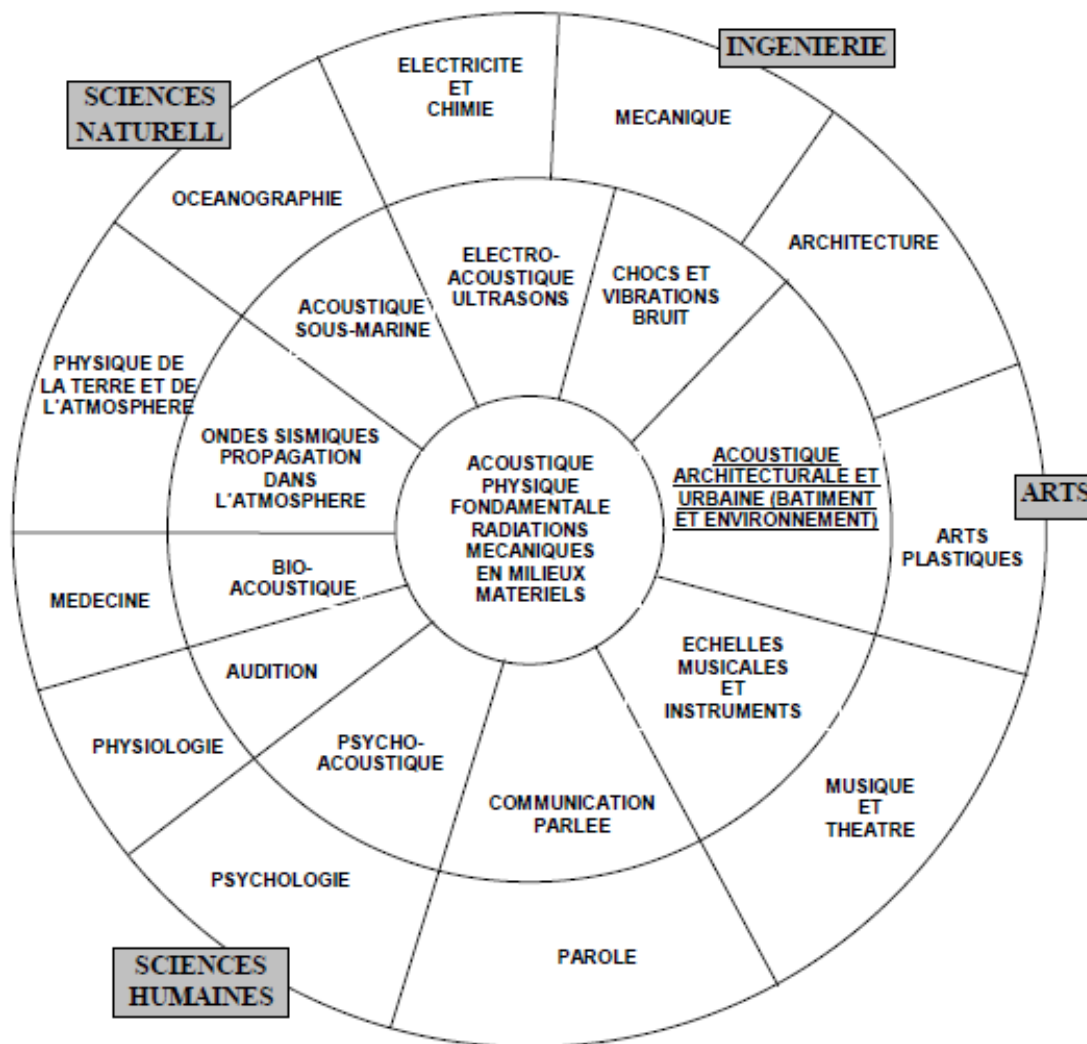 INGENIERIE
SCIENCES
NATURELL
ELECTRICITE
ET
CHIMIE
MECANIQUE
OCEANOGRAPHIE
ARCHITECTURE
ELECTRO-
ACOUSTIQUE
ULTRASONS
CHOCS ET
VIBRATIONS
BRUIT
ACOUSTIQUE
SOUS-MARINE
PHYSIQUE DE
LA TERRE ET DE
L'ATMOSPHERE
ONDES SISMIQUES
PROPAGATION
DANS
L'ATMOSPHERE
ACOUSTIQUE
PHYSIQUE
FONDAMENTALE
RADIATIONS
MECANIQUES
EN MILIEUX
MATERIELS
ACOUSTIQUE
ARCHITECTURALE ET
URBAINE (BATIMENT
ET ENVIRONNEMENT)
ARTS
ARTS
PLASTIQUES
MEDECINE
BIO-
ACOUSTIQUE
AUDITION
ECHELLES
MUSICALES
ET
INSTRUMENTS
PHYSIOLOGIE
PSYCHO-
ACOUSTIQUE
COMMUNICATION
PARLEE
MUSIQUE
ET
THEATRE
PSYCHOLOGIE
PAROLE
SCIENCES
HUMAINES